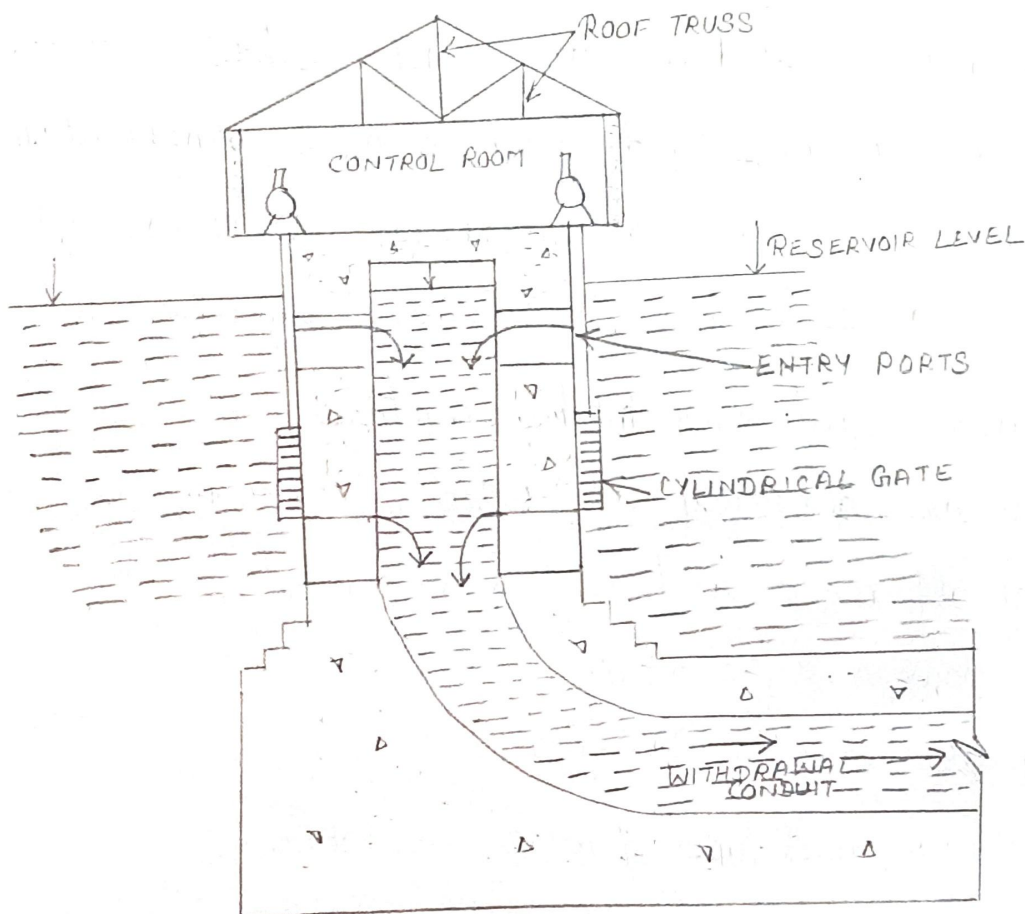 ROOF TRUSS
CONTROL ROOM
RESERVOIR LEVEL
ENTRY PORTS
CYLINDRICAL GATE
WITHDRAWAL
CONDUIT